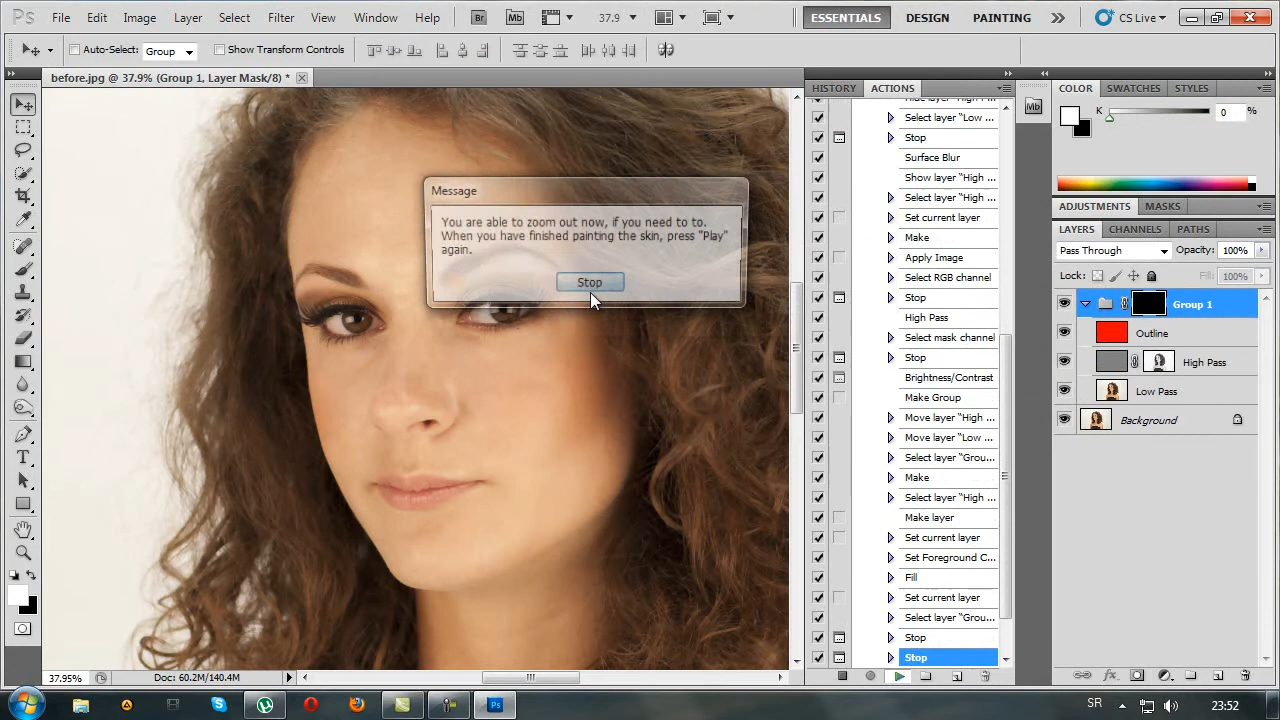 Ps File Edit Image Layer Select Filter View Window Help Br Mb 37.9 ESSENTIALS DESIGN PAINTING CS Live
Auto-Select: Group Show Transform Controls
before.jpg @ 37.9% (Group 1, Layer Mask/8) *
Message
You are able to zoom out now, if you need to to.
When you have finished painting the skin, press "Play"
again.
Stop
37.95% Doc: 60.2M/140.4M
HISTORY ACTIONS
Select layer "Low ...
Stop
Surface Blur
Show layer "High ...
Select layer "High ...
Set current layer
Make
Apply Image
Select RGB channel
Stop
High Pass
Select mask channel
Stop
Brightness/Contrast
Make Group
Move layer "High ...
Move layer "Low ...
Select layer "Grou...
Make
Select layer "High ...
Make layer
Set current layer
Set Foreground C...
Fill
Set current layer
Select layer "Grou...
Stop
Stop
Mb
COLOR SWATCHES STYLES
K 0 %
ADJUSTMENTS MASKS
LAYERS CHANNELS PATHS
Pass Through Opacity: 100%
Lock: Fill: 100%
Group 1
Outline
High Pass
Low Pass
Background
Ps SR 23:52